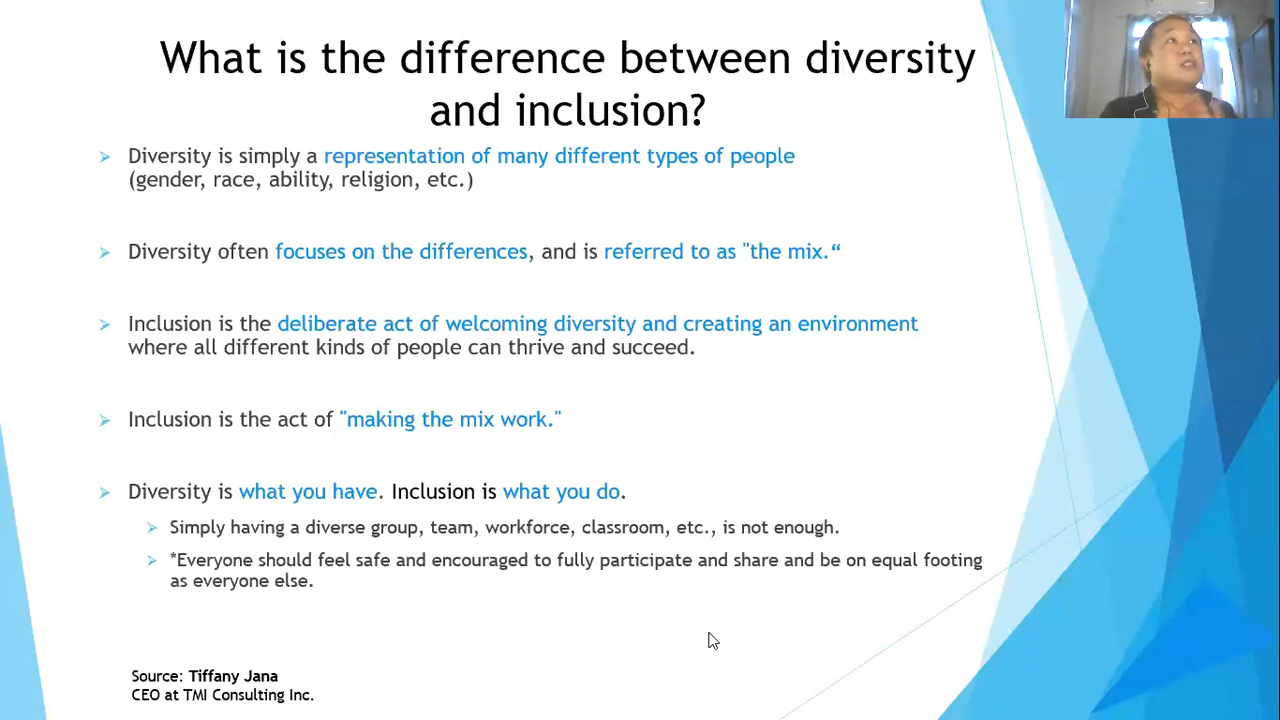 What is the difference between diversity
and inclusion?
Diversity is simply a representation of many different types of people
(gender, race, ability, religion, etc.)
Diversity often focuses on the differences, and is referred to as "the mix.“
Inclusion is the deliberate act of welcoming diversity and creating an environment
where all different kinds of people can thrive and succeed.
Inclusion is the act of "making the mix work."
Diversity is what you have. Inclusion is what you do.
Simply having a diverse group, team, workforce, classroom, etc., is not enough.
*Everyone should feel safe and encouraged to fully participate and share and be on equal footing
as everyone else.
Source: Tiffany Jana
CEO at TMI Consulting Inc.